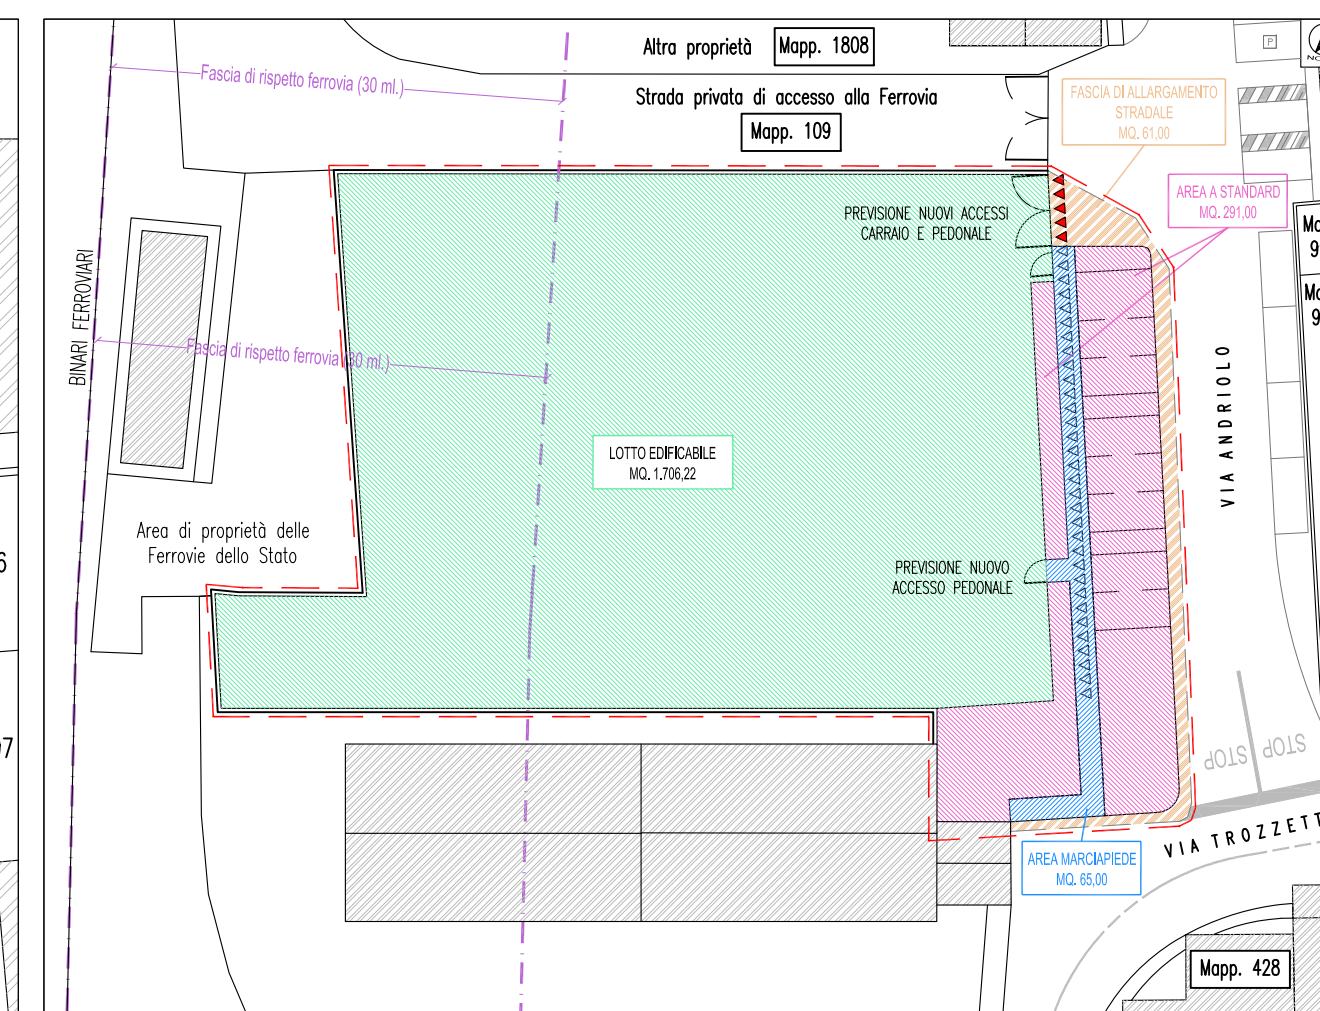 Altra proprietà
Mapp. 1808
Strada privata di accesso alla Ferrovia
Mapp. 109
Fascia di rispetto ferrovia (30 ml.)
FASCIA DI ALLARGAMENTO
STRADALE
MQ. 61,00
P
AREA A STANDARD
MQ. 291,00
PREVISIONE NUOVI ACCESSI
CARRAIO E PEDONALE
BINARI FERROVIARI
Fascia di rispetto ferrovia (30 ml.)
VIA ANDRIOLO
LOTTO EDIFICABILE
MQ. 1.706,22
Area di proprietà delle
Ferrovie dello Stato
PREVISIONE NUOVO
ACCESSO PEDONALE
STOP
STOP
VIA TROZZETT
AREA MARCIAPIEDE
MQ. 65,00
Mapp. 428